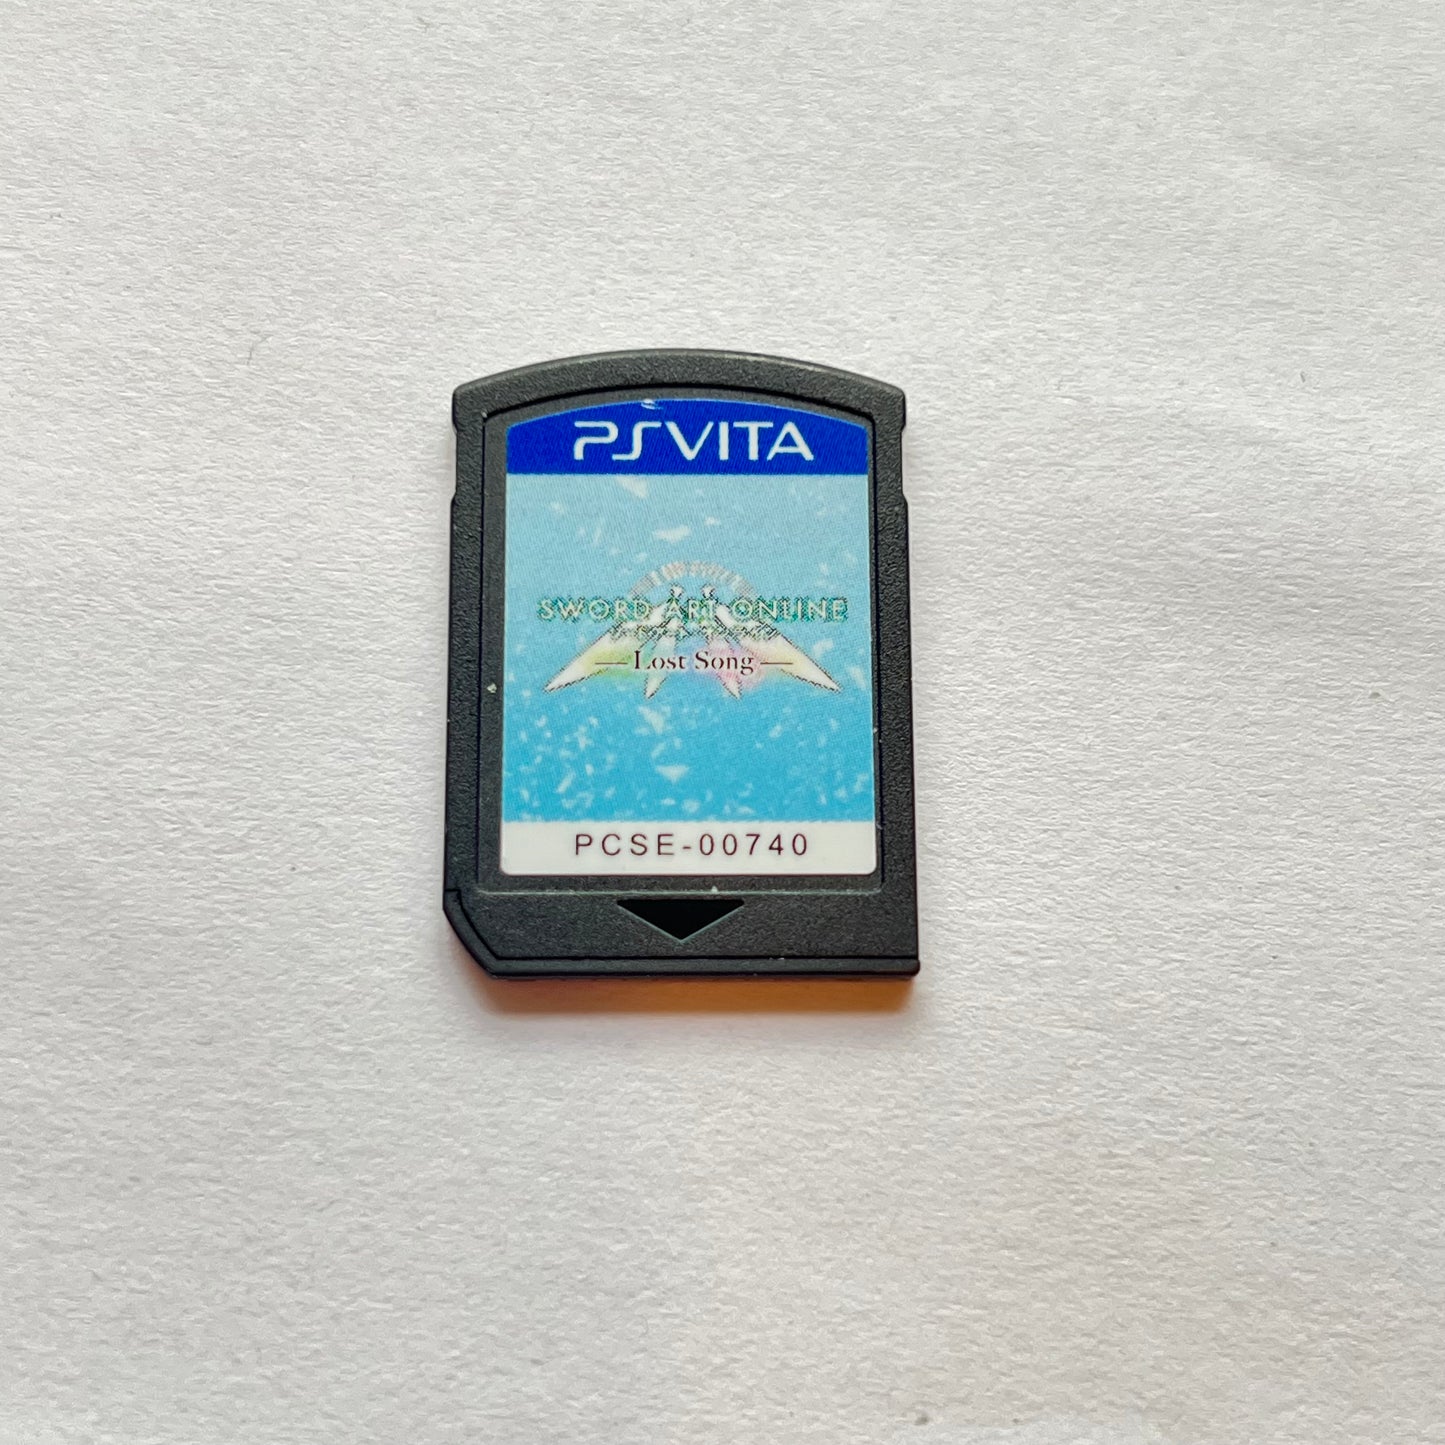 PSVITA
SWORD ART ONLINE
Lost Song
PCSE-00740